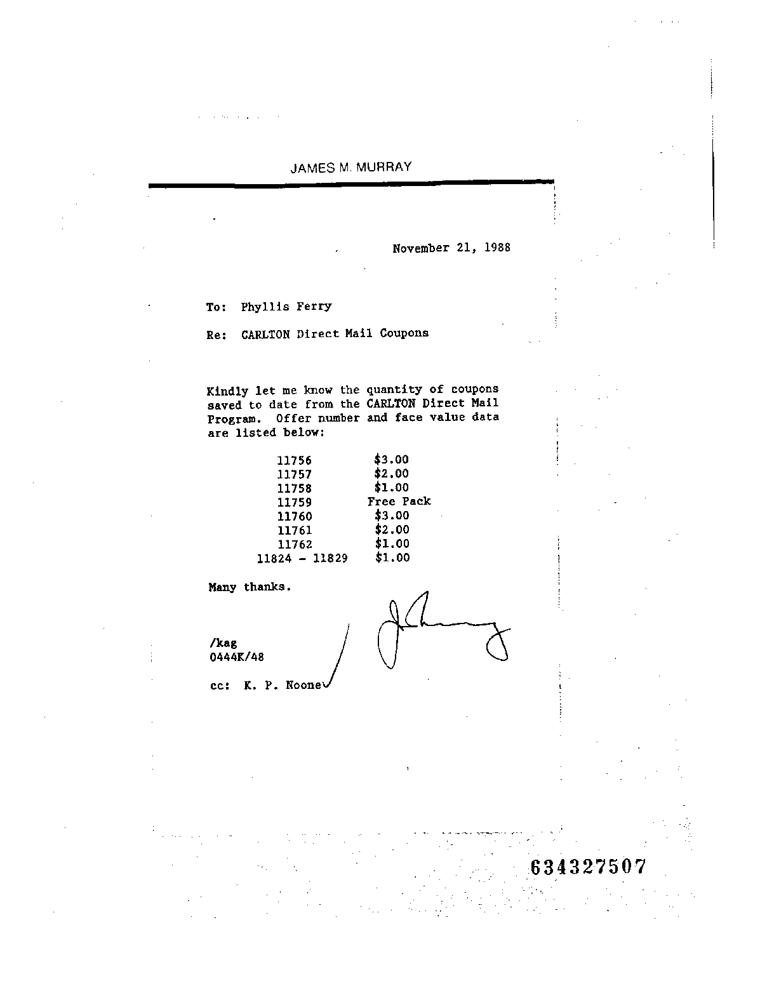 JAMES M. MURRAY
November 21, 1988
To: Phyllis Ferry
Re: CARLTON Direct Mail Coupons
Kindly let me know the quantity of coupons
saved to date from the CARLTON Direct Mail
Program. Offer number and face value data
are listed below:
11756 $3.00
11757 $2.00
11758 $1.00
11759 Free Pack
11760 $3.00
11761 $2.00
11762 $1.00
11824 - 11829 $1.00
Many thanks.
/kag
0444K/48
cc: K. P. Noone
634327507